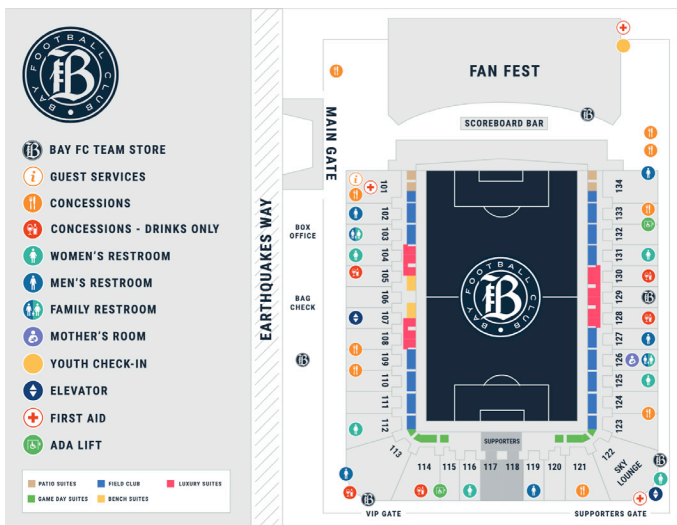 BAY FOOTBALL CLUB
B
BAY FC TEAM STORE
i GUEST SERVICES
CONCESSIONS
CONCESSIONS - DRINKS ONLY
WOMEN'S RESTROOM
MEN'S RESTROOM
FAMILY RESTROOM
MOTHER'S ROOM
YOUTH CHECK-IN
ELEVATOR
FIRST AID
ADA LIFT
PATIO SUITES
FIELD CLUB
LUXURY SUITES
GAME DAY SUITES
BENCH SUITES
EARTHQUAKES WAY
MAIN GATE
BOX
OFFICE
BAG
CHECK
FAN FEST
SCOREBOARD BAR
i
101
102
103
104
105
106
107
108
109
110
111
112
113
BAY FOOTBALL CLUB
B
134
133
132
131
130
129
128
127
126
125
124
123
122
SUPPORTERS
114
115
116
117
118
119
120
121
SKY
LOUNGE
VIP GATE
SUPPORTERS GATE